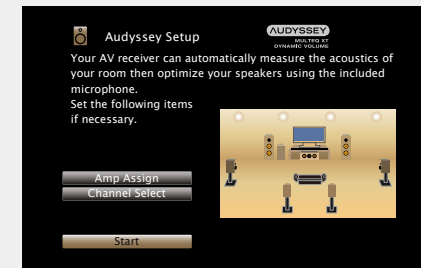 Audyssey Setup
AUDYSSEY
MULTEQ XT
DYNAMIC VOLUME
Your AV receiver can automatically measure the acoustics of
your room then optimize your speakers using the included
microphone.
Set the following items
if necessary.
Amp Assign
Channel Select
Start